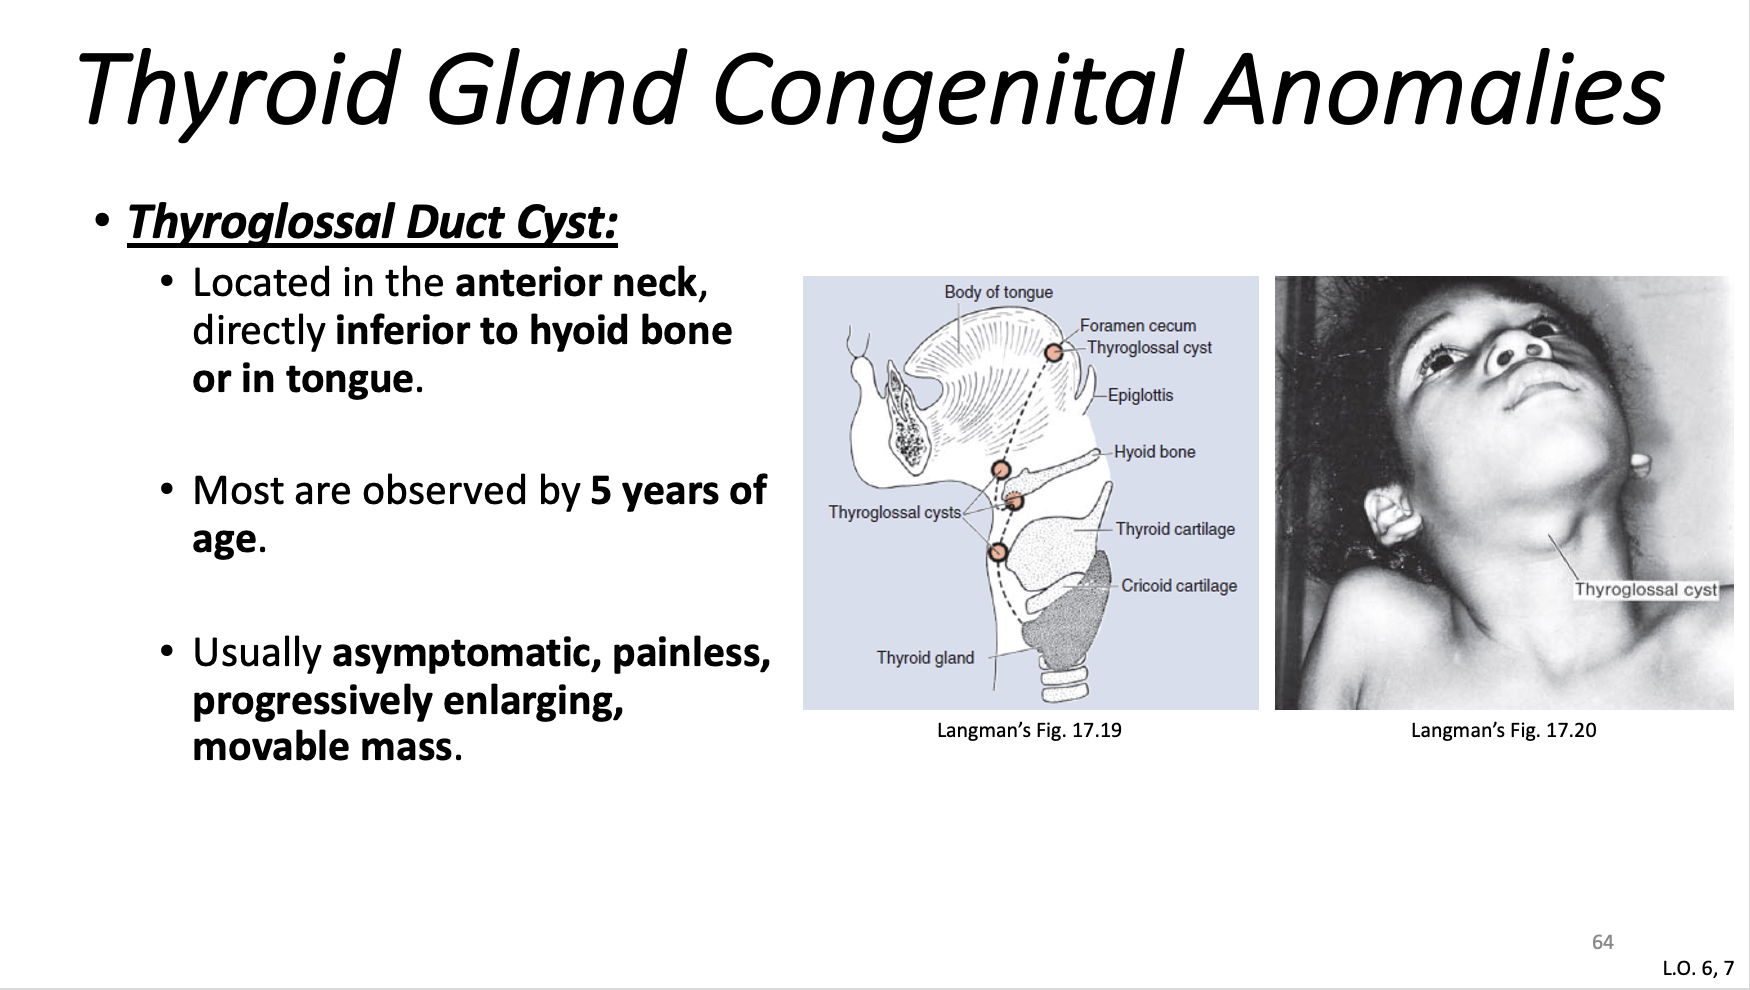 Thyroid Gland Congenital Anomalies
• Thyroglossal Duct Cyst:
• Located in the anterior neck,
directly inferior to hyoid bone
or in tongue.
• Most are observed by 5 years of
age.
• Usually asymptomatic, painless,
progressively enlarging,
movable mass.
Body of tongue
Foramen cecum
Thyroglossal cyst
Epiglottis
Hyoid bone
Thyroglossal cysts
Thyroid cartilage
Cricoid cartilage
Thyroid gland
Langman's Fig. 17.19
Thyroglossal cyst
Langman's Fig. 17.20
64
L.O. 6, 7